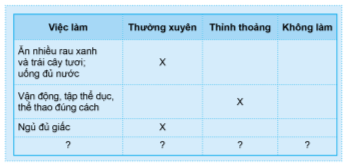 Việc làm Thường xuyên Thỉnh thoảng Không làm
Ăn nhiều rau xanh
và trái cây tươi; X
uống đủ nước
Vận động, tập thể dục, X
thể thao đúng cách
Ngủ đủ giấc X
? ? ? ?